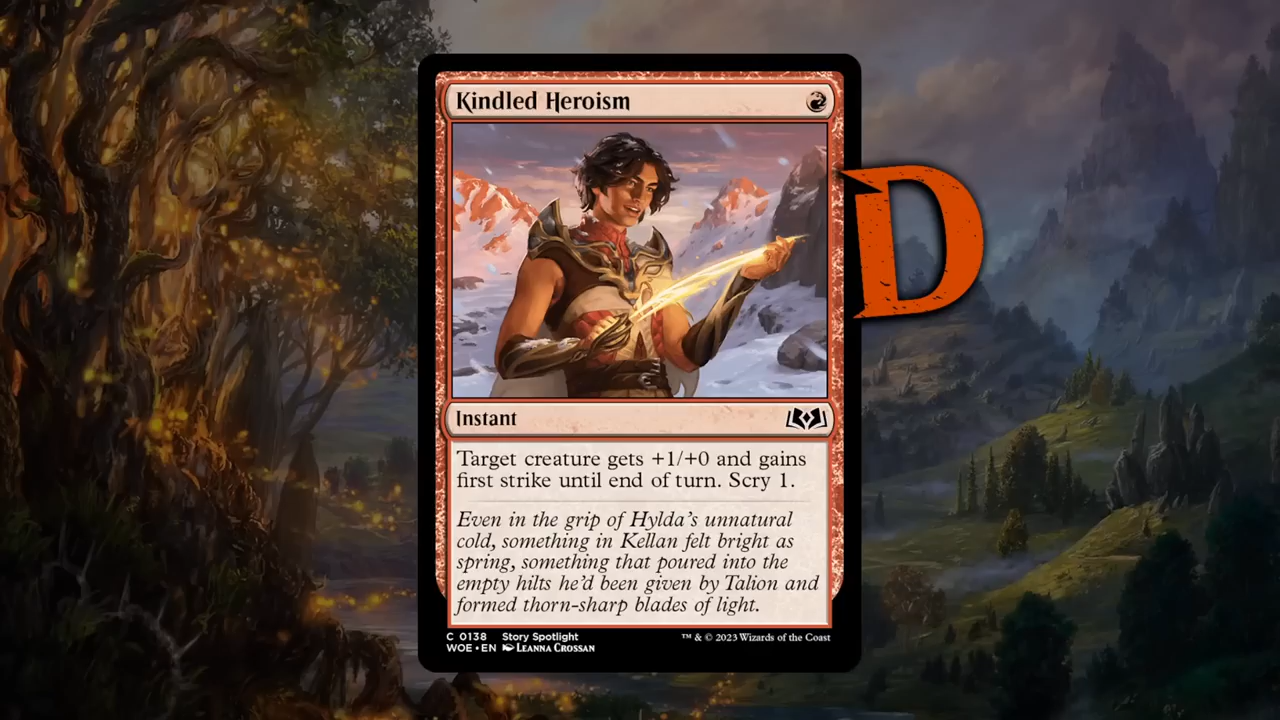 Kindled Heroism
D
Instant
Target creature gets +1/+0 and gains
first strike until end of turn. Scry 1.
Even in the grip of Hylda's unnatural
cold, something in Kellan felt bright as
spring, something that poured into the
empty hilts he'd been given by Talion and
formed thorn-sharp blades of light.
C 0138 Story Spotlight
™ & © 2023 Wizards of the Coast
WOE • EN Leanna Crossan